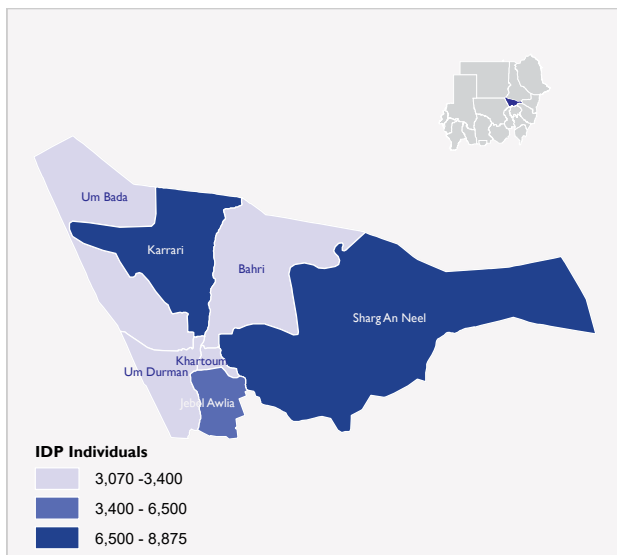 Um Bada
Karrari
Bahri
Sharg An Neel
Khartoum
Um Durman
Jebel Awlia
IDP Individuals
3,070 -3,400
3,400 - 6,500
6,500 - 8,875